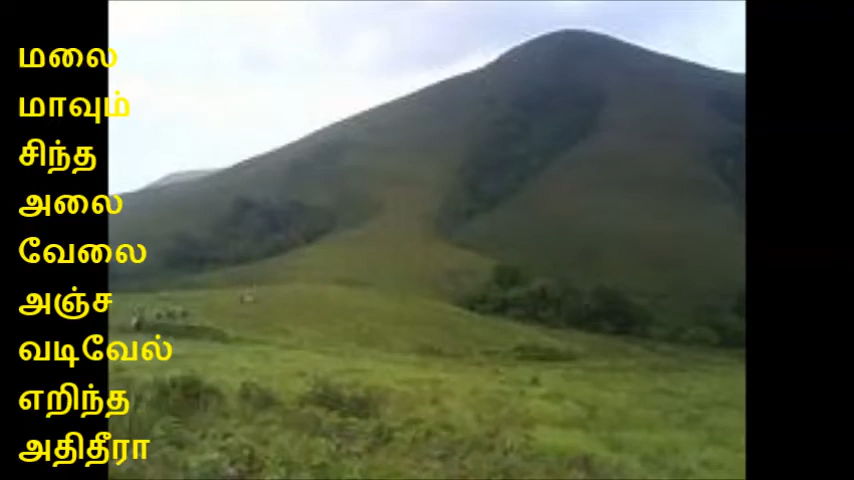 மலை
மாவும்
சிந்த
அலை
வேலை
அஞ்ச
வடிவேல்
எறிந்த
அதிதீரா